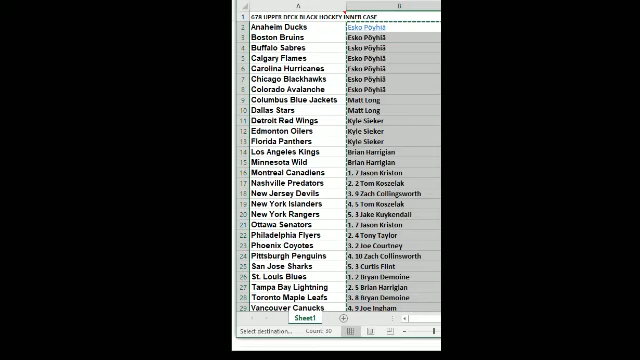 A B
1 678 UPPER DECK BLACK HOCKEY INNER CASE
2 Anaheim Ducks Esko Pöyhiä
3 Boston Bruins Esko Pöyhiä
6 Buffalo Sabres Esko Pöyhiä
5 Calgary Flames Esko Pöyhiä
6 Carolina Hurricanes Esko Pöyhiä
7 Chicago Blackhawks Esko Pöyhiä
8 Colorado Avalanche Esko Pöyhiä
9 Columbus Blue Jackets Matt Long
10 Dallas Stars Matt Long
11 Detroit Red Wings Kyle Sieker
12 Edmonton Oilers Kyle Sieker
13 Florida Panthers Kyle Sieker
14 Los Angeles Kings Brian Harrigian
15 Minnesota Wild Brian Harrigian
16 Montreal Canadiens 1. 7 Jason Kriston
17 Nashville Predators 2. 2 Tom Koszelak
18 New Jersey Devils 3. 9 Zach Collingsworth
19 New York Islanders 4. 5 Tom Koszelak
20 New York Rangers 5. 3 Jake Kuykendall
21 Ottawa Senators 1. 7 Jason Kriston
22 Philadelphia Flyers 2. 4 Tony Taylor
23 Phoenix Coyotes 3. 2 Joe Courtney
24 Pittsburgh Penguins 4. 10 Zach Collinsworth
25 San Jose Sharks 5. 3 Curtis Flint
26 St. Louis Blues 1. 2 Bryan Demoine
27 Tampa Bay Lightning 2. 5 Brian Harrigian
28 Toronto Maple Leafs 3. 8 Bryan Demoine
29 Vancouver Canucks 4. 9 Joe Ingham
Sheet1
Select destination... Count: 30